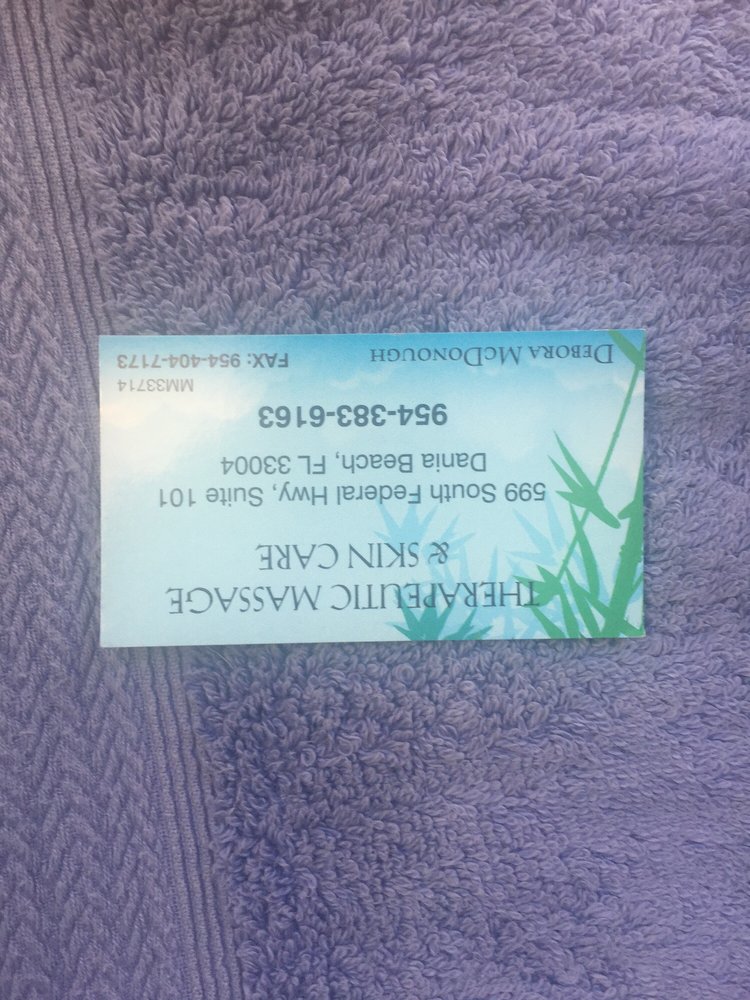 THERAPEUTIC MASSAGE
& SKIN CARE
599 South Federal Hwy, Suite 101
Dania Beach, FL 33004
954-383-6163
MM33714
DEBORA MCDONOUGH FAX: 954-404-7173